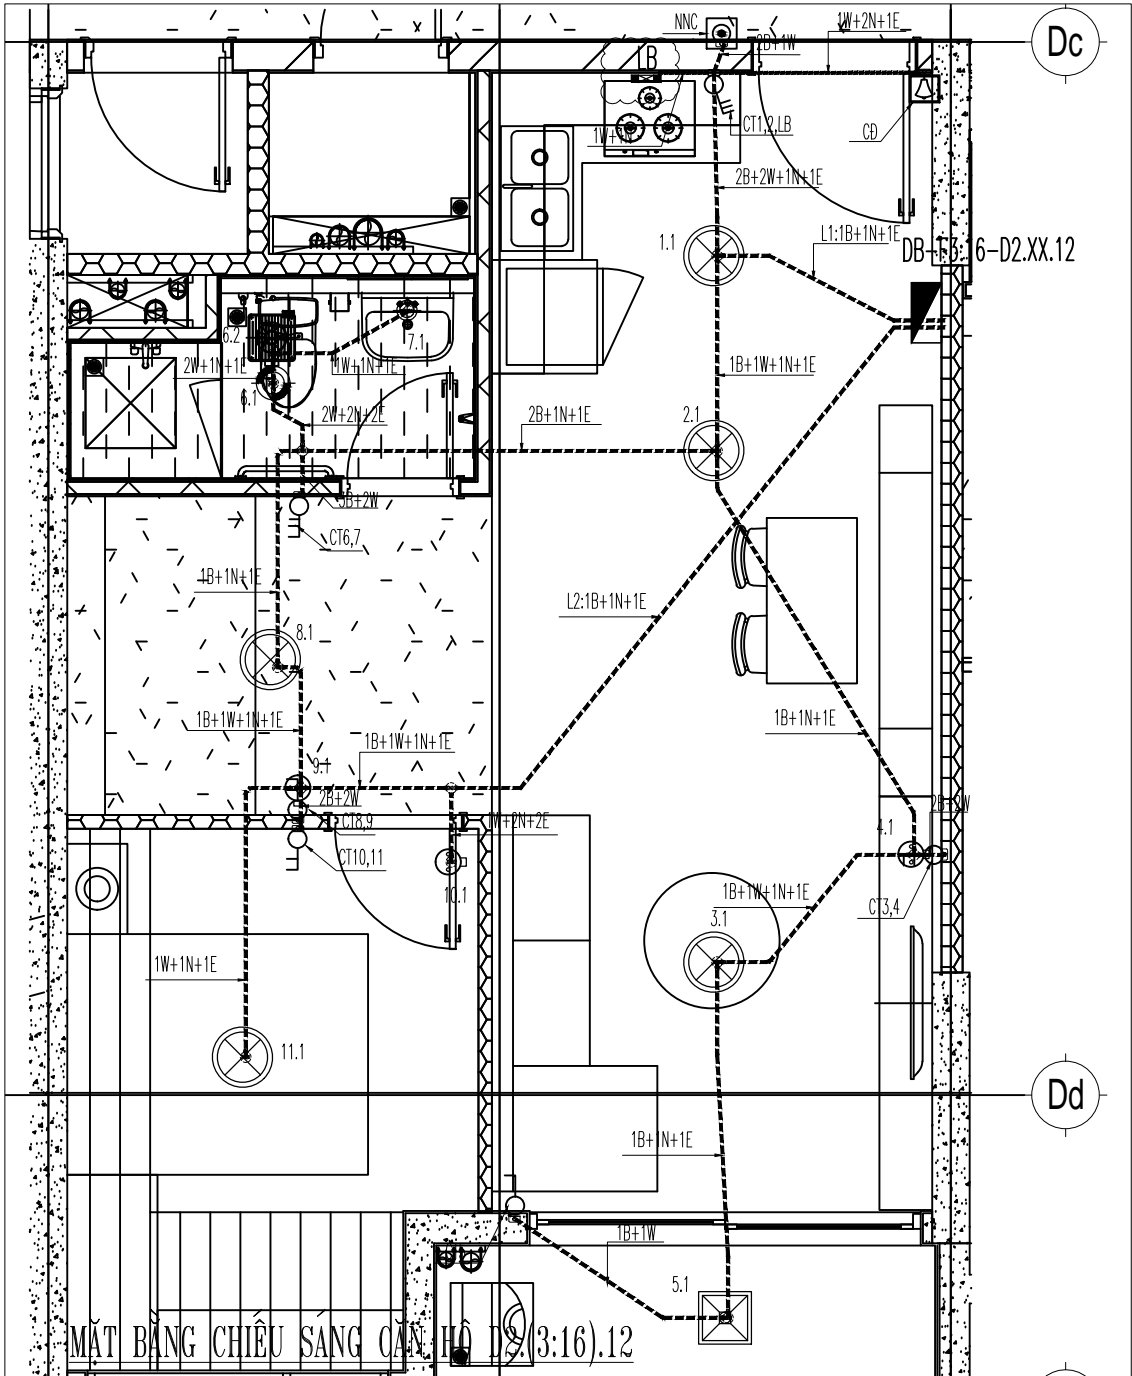 NNC
1W+2N+1E
Dc
2B+1W
LB
CT1,2,LB
CĐ
1W+1N
2B+2W+1N+1E
1.1
L1:1B+1N+1E
DB-T3:16-D2.XX.12
6.2
7.1
2W+1N+1E
1W+1N+1E
1B+1W+1N+1E
6.1
2W+2N+2E
2B+1N+1E
2.1
3B+2W
CT6,7
1B+1N+1E
L2:1B+1N+1E
8.1
1B+1W+1N+1E
1B+1N+1E
1B+1W+1N+1E
9.1
2B+2W
2B+2W
CT8,9
1W+2N+2E
4.1
CT10,11
10.1
1B+1W+1N+1E
CT3,4
3.1
1W+1N+1E
11.1
Dd
1B+1N+1E
1B+1W
5.1
MẶT BẰNG CHIẾU SÁNG CĂN HỘ D2.(3:16).12